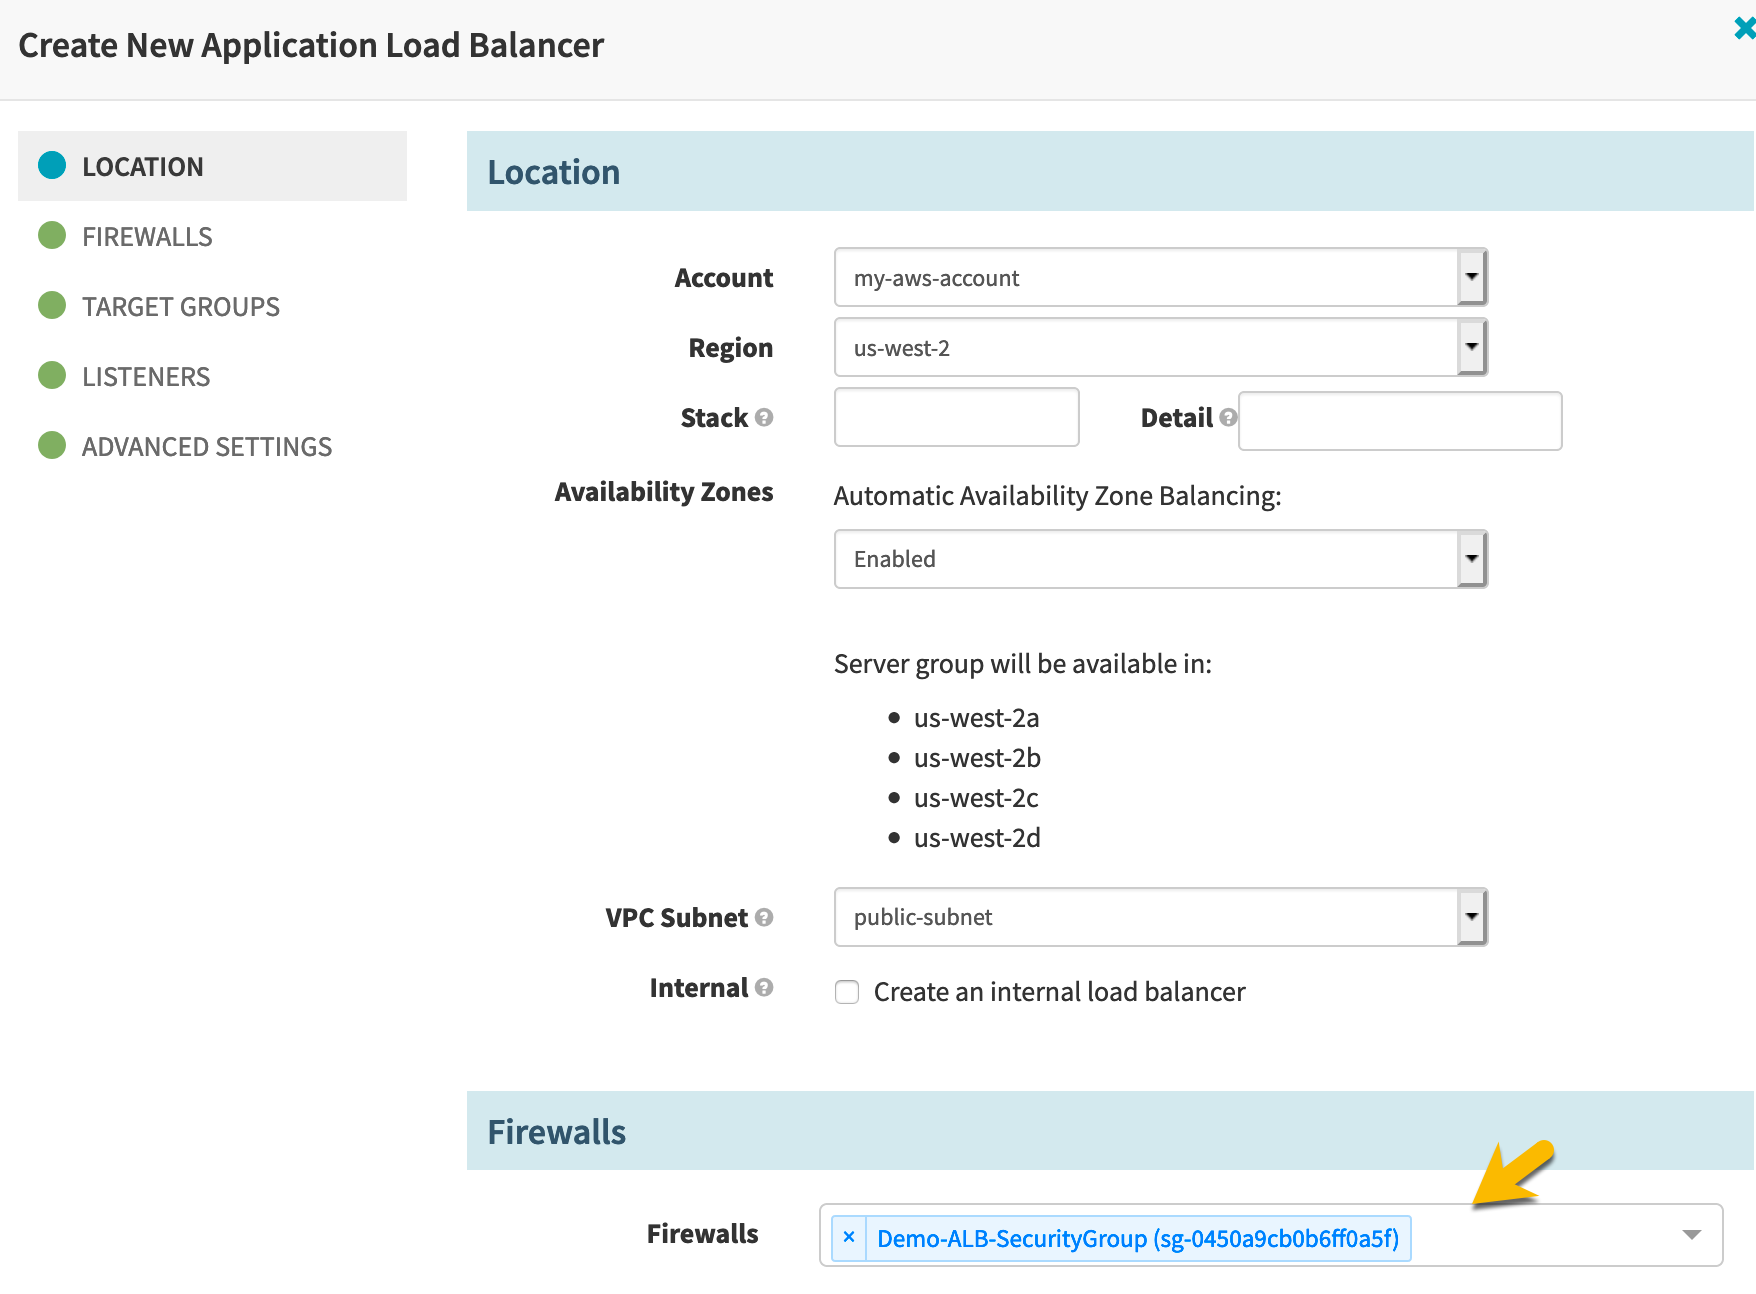 Create New Application Load Balancer
LOCATION
FIREWALLS
TARGET GROUPS
LISTENERS
ADVANCED SETTINGS
Location
Account my-aws-account
Region us-west-2
Stack Detail
Availability Zones Automatic Availability Zone Balancing:
Enabled
Server group will be available in:
• us-west-2a
• us-west-2b
• us-west-2c
• us-west-2d
VPC Subnet public-subnet
Internal Create an internal load balancer
Firewalls
Firewalls × Demo-ALB-SecurityGroup (sg-0450a9cb0b6ff0a5f)